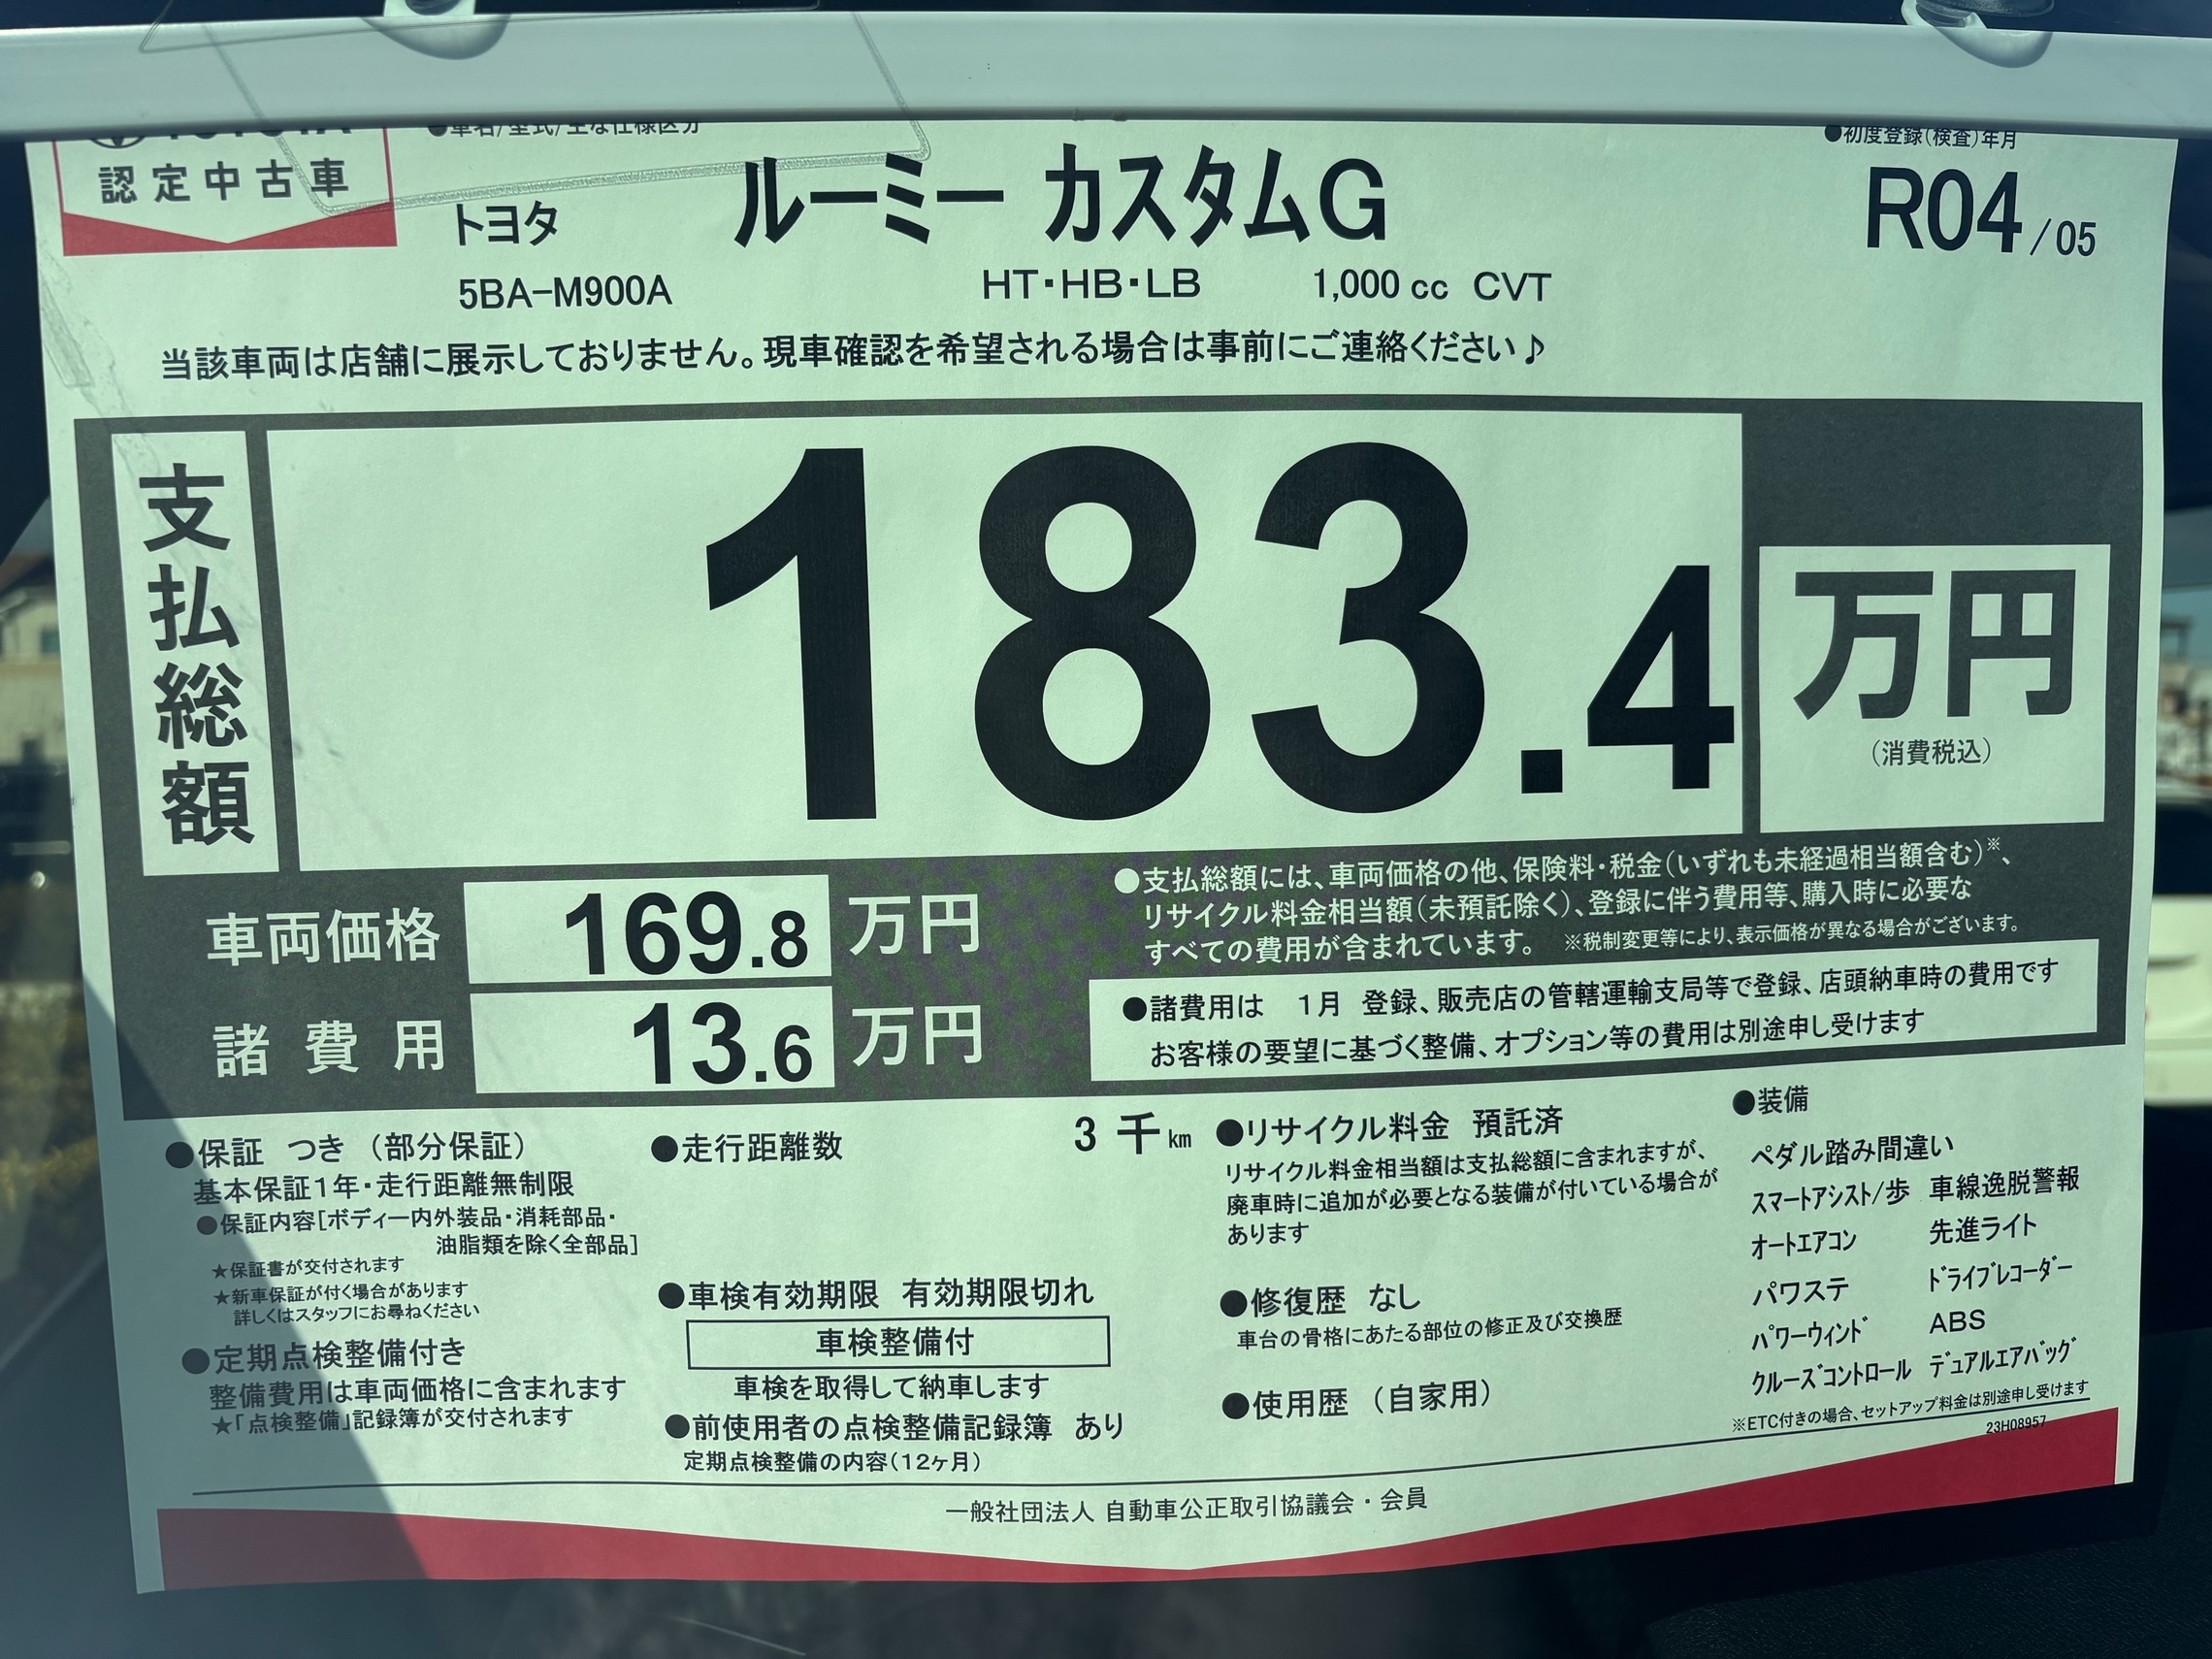 TOYOTA
認定中古車
●車名/型式/主な仕様区分
●初度登録(検査)年月
トヨタ ルーミー カスタムG R04/05
5BA-M900A HT・HB・LB 1,000 cc CVT
当該車両は店舗に展示しておりません。現車確認を希望される場合は事前にご連絡ください♪
支払総額
183.4 万円
(消費税込)
車両価格 169.8 万円
諸費用 13.6 万円
●支払総額には、車両価格の他、保険料・税金(いずれも未経過相当額含む)※、
リサイクル料金相当額(未預託除く)、登録に伴う費用等、購入時に必要な
すべての費用が含まれています。 ※税制変更等により、表示価格が異なる場合がございます。
●諸費用は 1月 登録、販売店の管轄運輸支局等で登録、店頭納車時の費用です
お客様の要望に基づく整備、オプション等の費用は別途申し受けます
●保証 つき (部分保証)
基本保証1年・走行距離無制限
●保証内容[ボディー内外装品・消耗部品・
油脂類を除く全部品]
★保証書が交付されます
★新車保証が付く場合があります
詳しくはスタッフにお尋ねください
●定期点検整備付き
整備費用は車両価格に含まれます
★「点検整備」記録簿が交付されます
●走行距離数 3 千km
●車検有効期限 有効期限切れ
車検整備付
車検を取得して納車します
●前使用者の点検整備記録簿 あり
定期点検整備の内容(12ヶ月)
●リサイクル料金 預託済
リサイクル料金相当額は支払総額に含まれますが、
廃車時に追加が必要となる装備が付いている場合が
あります
●修復歴 なし
車台の骨格にあたる部位の修正及び交換歴
●使用歴 (自家用)
●装備
ペダル踏み間違い
スマートアシスト/歩 車線逸脱警報
オートエアコン 先進ライト
パワステ ドライブレコーダー
パワーウィンド ABS
クルーズコントロール デュアルエアバッグ
※ETC付きの場合、セットアップ料金は別途申し受けます
23H08957
一般社団法人 自動車公正取引協議会・会員